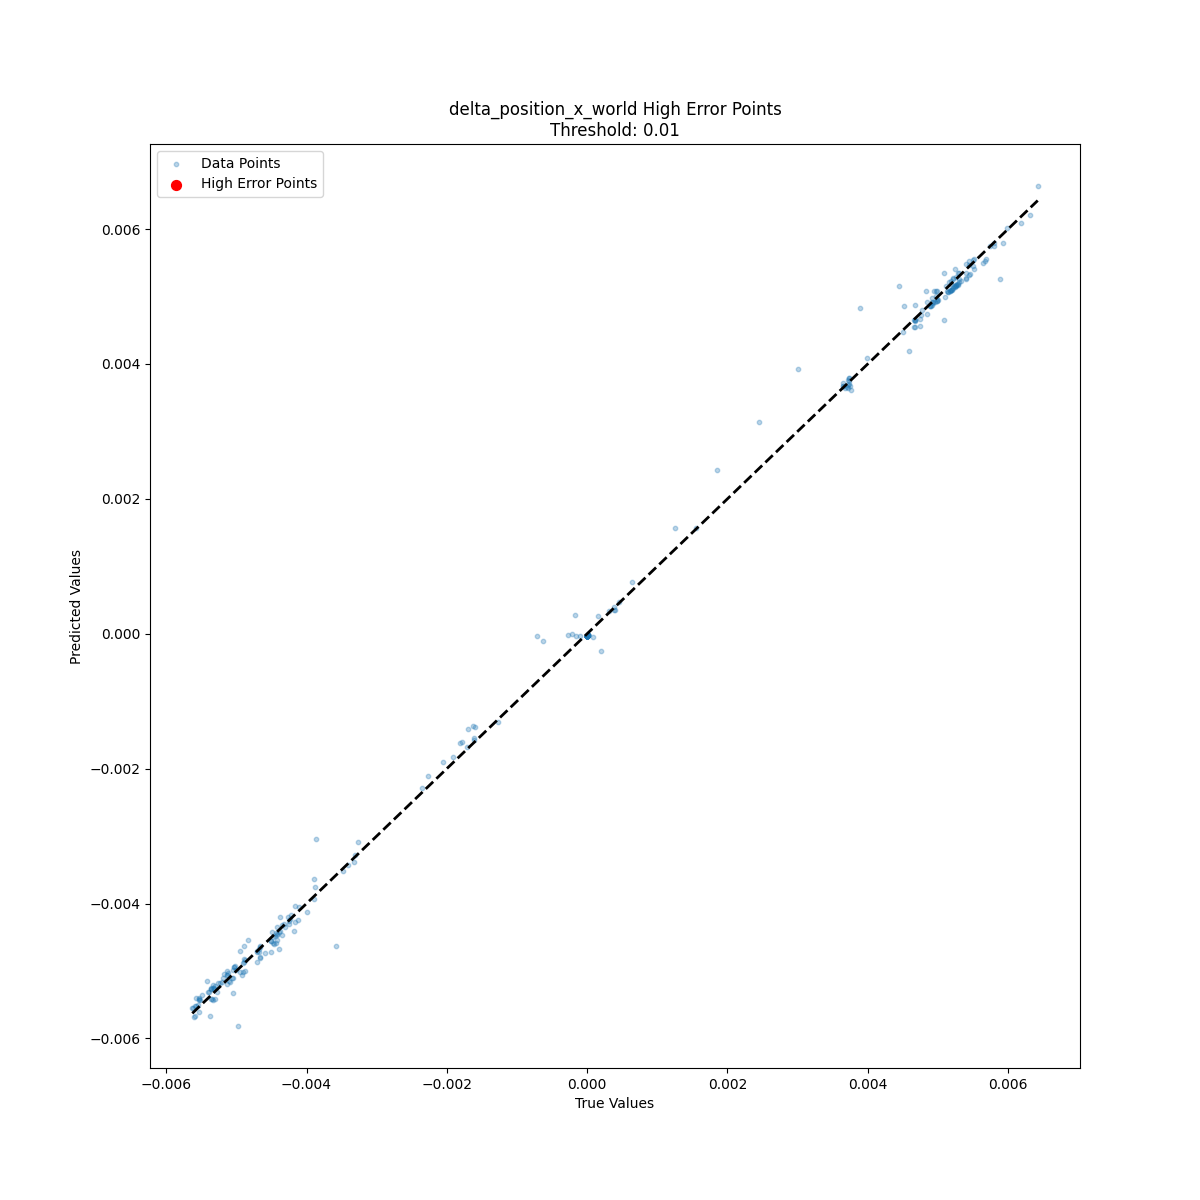 delta_position_x_world High Error Points
Threshold: 0.01
Data Points
High Error Points
0.006
0.004
0.002
0.000
−0.002
−0.004
−0.006
Predicted Values
−0.006 −0.004 −0.002 0.000 0.002 0.004 0.006
True Values